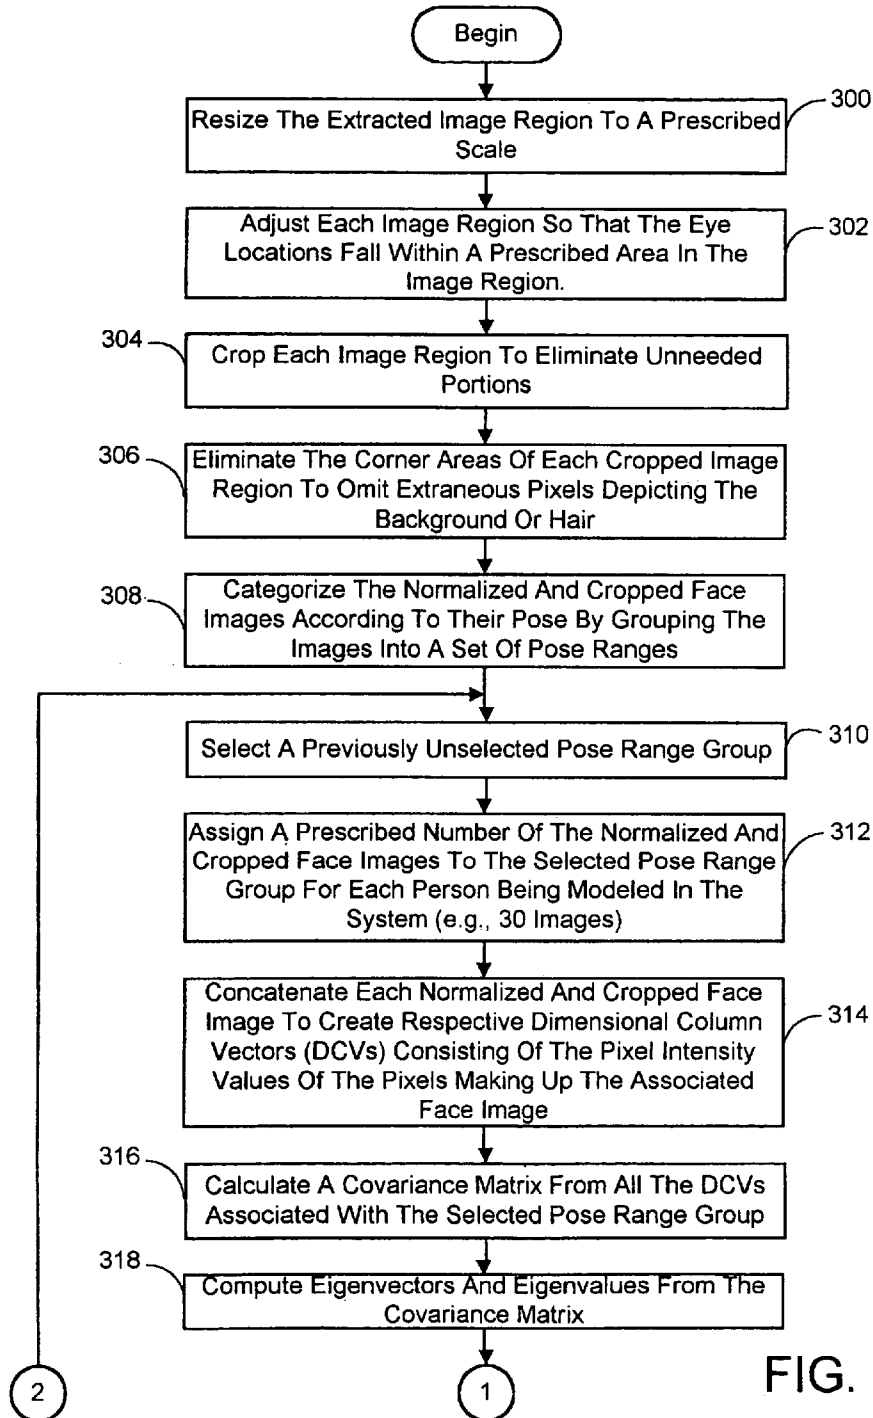 Begin
300
Resize The Extracted Image Region To A Prescribed
Scale
302
Adjust Each Image Region So That The Eye
Locations Fall Within A Prescribed Area In The
Image Region.
304
Crop Each Image Region To Eliminate Unneeded
Portions
306
Eliminate The Corner Areas Of Each Cropped Image
Region To Omit Extraneous Pixels Depicting The
Background Or Hair
308
Categorize The Normalized And Cropped Face
Images According To Their Pose By Grouping The
Images Into A Set Of Pose Ranges
310
Select A Previously Unselected Pose Range Group
312
Assign A Prescribed Number Of The Normalized And
Cropped Face Images To The Selected Pose Range
Group For Each Person Being Modeled In The
System (e.g., 30 Images)
314
Concatenate Each Normalized And Cropped Face
Image To Create Respective Dimensional Column
Vectors (DCVs) Consisting Of The Pixel Intensity
Values Of The Pixels Making Up The Associated
Face Image
316
Calculate A Covariance Matrix From All The DCVs
Associated With The Selected Pose Range Group
318
Compute Eigenvectors And Eigenvalues From The
Covariance Matrix
2
1
FIG.